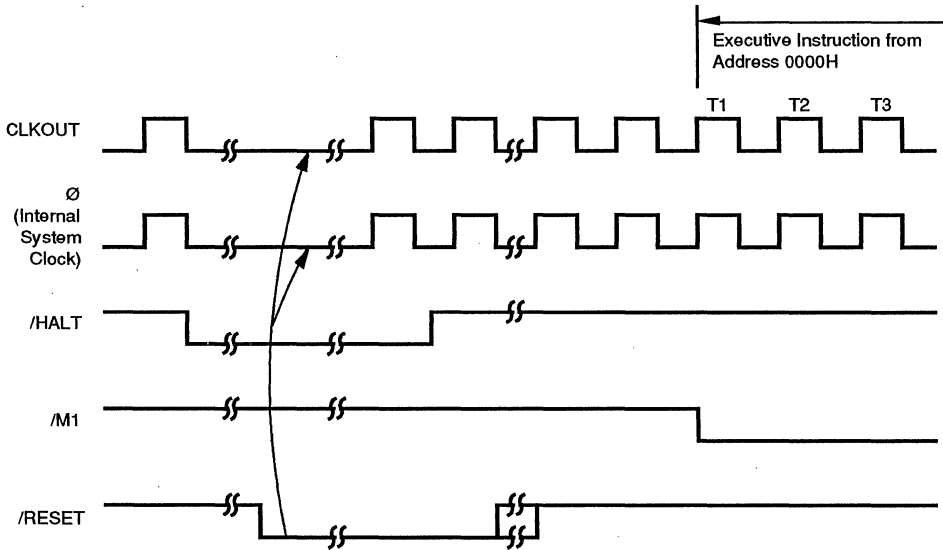 Executive Instruction from
Address 0000H
T1 T2 T3
CLKOUT
Ø
(Internal
System
Clock)
/HALT
/M1
/RESET